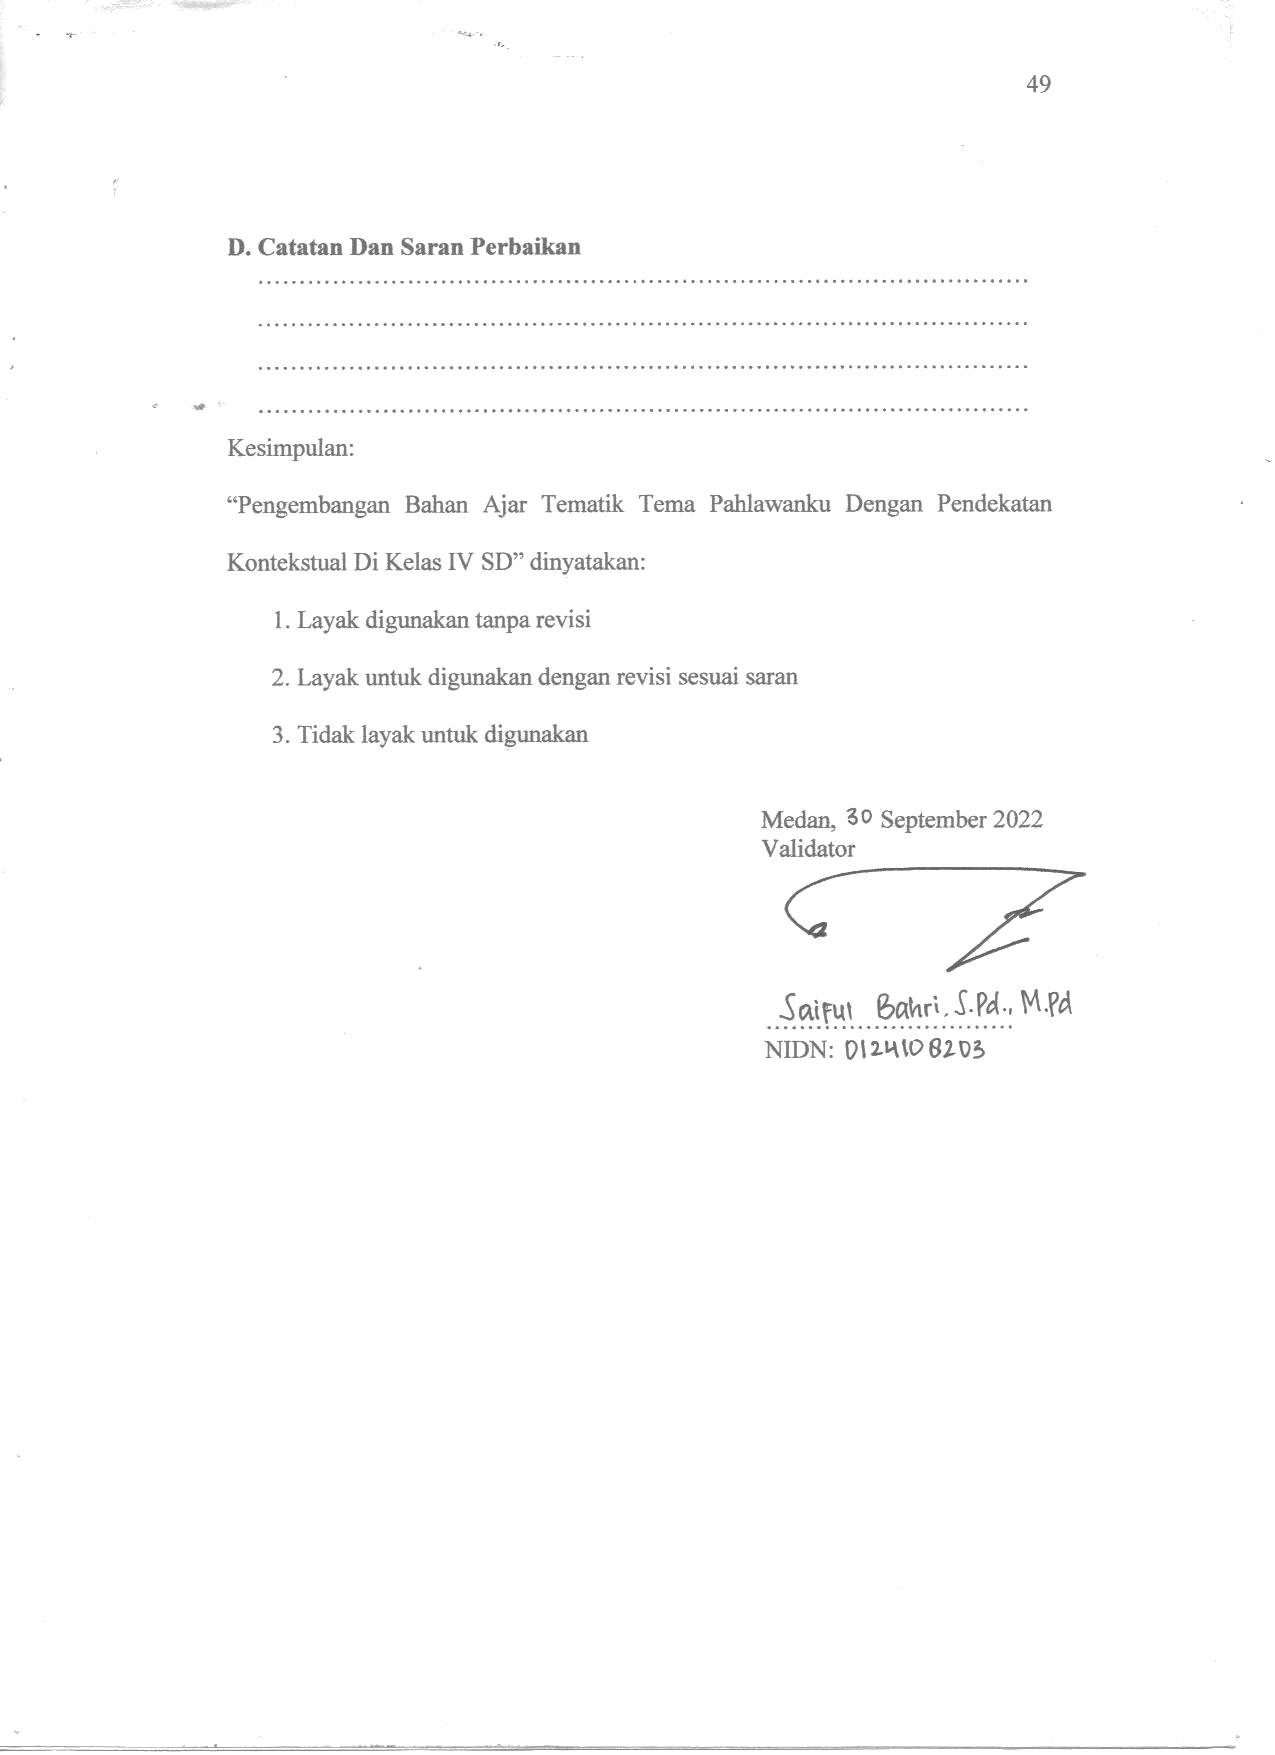 49
D. Catatan Dan Saran Perbaikan
........................................................................................
........................................................................................
........................................................................................
........................................................................................
Kesimpulan:
“Pengembangan Bahan Ajar Tematik Tema Pahlawanku Dengan Pendekatan
Kontekstual Di Kelas IV SD” dinyatakan:
1. Layak digunakan tanpa revisi
2. Layak untuk digunakan dengan revisi sesuai saran
3. Tidak layak untuk digunakan
Medan, 30 September 2022
Validator
Saiful Bahri, S.Pd., M.Pd
..............................
NIDN: 0124108203